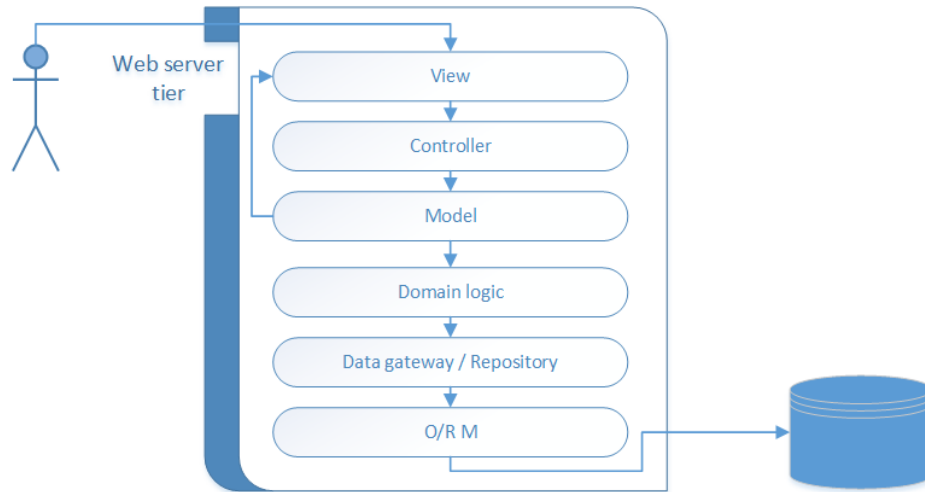 Web server
tier
View
Controller
Model
Domain logic
Data gateway / Repository
O/R M